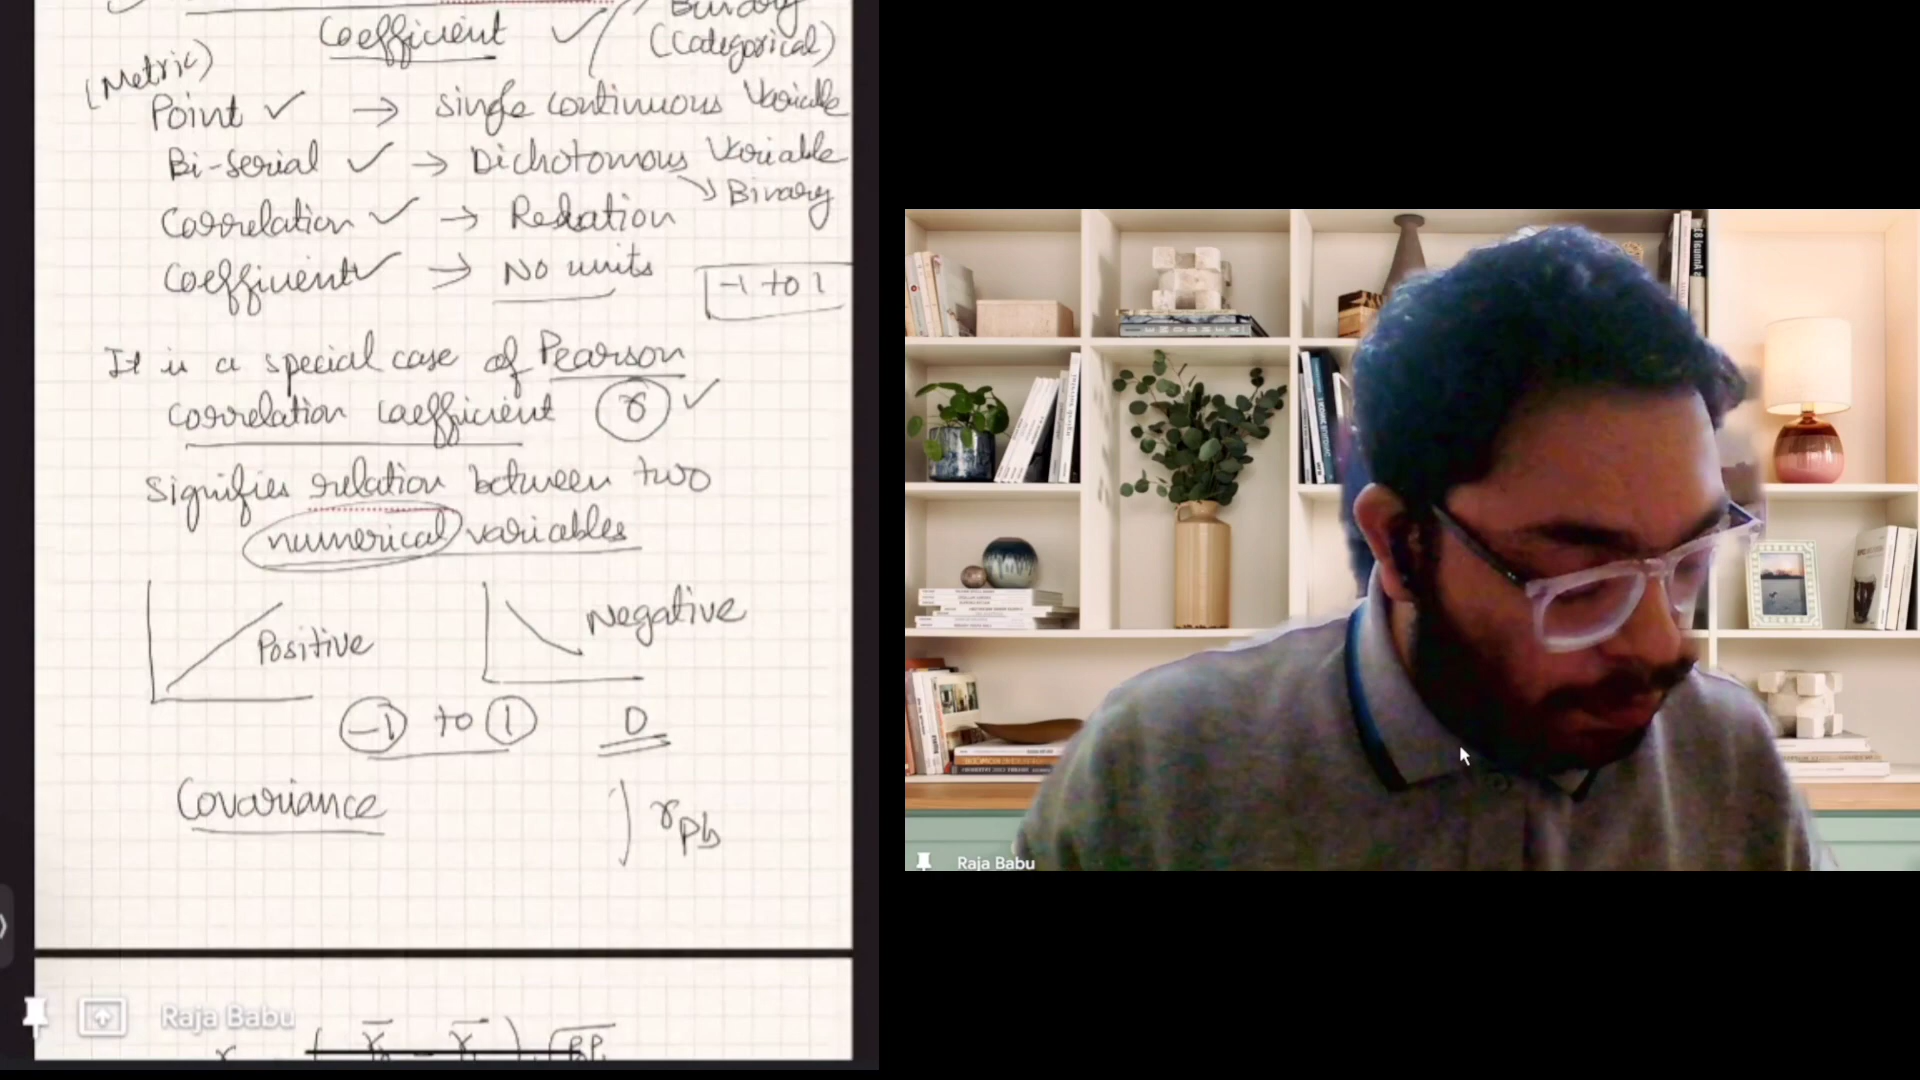 Coefficient ✓
Binary
(Categorical)
(Metric)
Point ✓ → single continuous Variable
Bi-serial ✓ → Dichotomous Variable
↘ Binary
Correlation ✓ → Relation
Coefficient ✓ → No units
-1 to 1
It is a special case of Pearson
correlation coefficient r ✓
Signifies relation between two
numerical variables
Positive
Negative
-1 to 1 0
Covariance
r pb
Raja Babu
Raja Babu